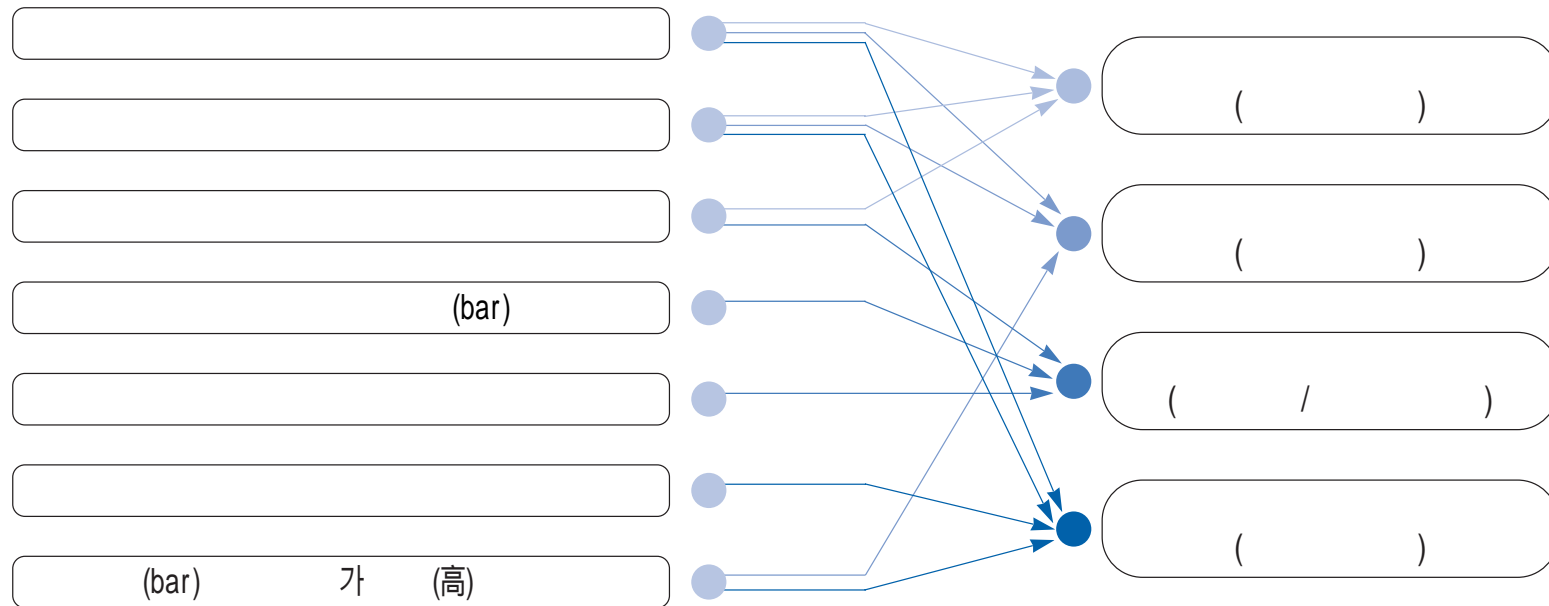 (        )
(        )
(bar)
(    /        )
(        )
(bar) 가 (高)